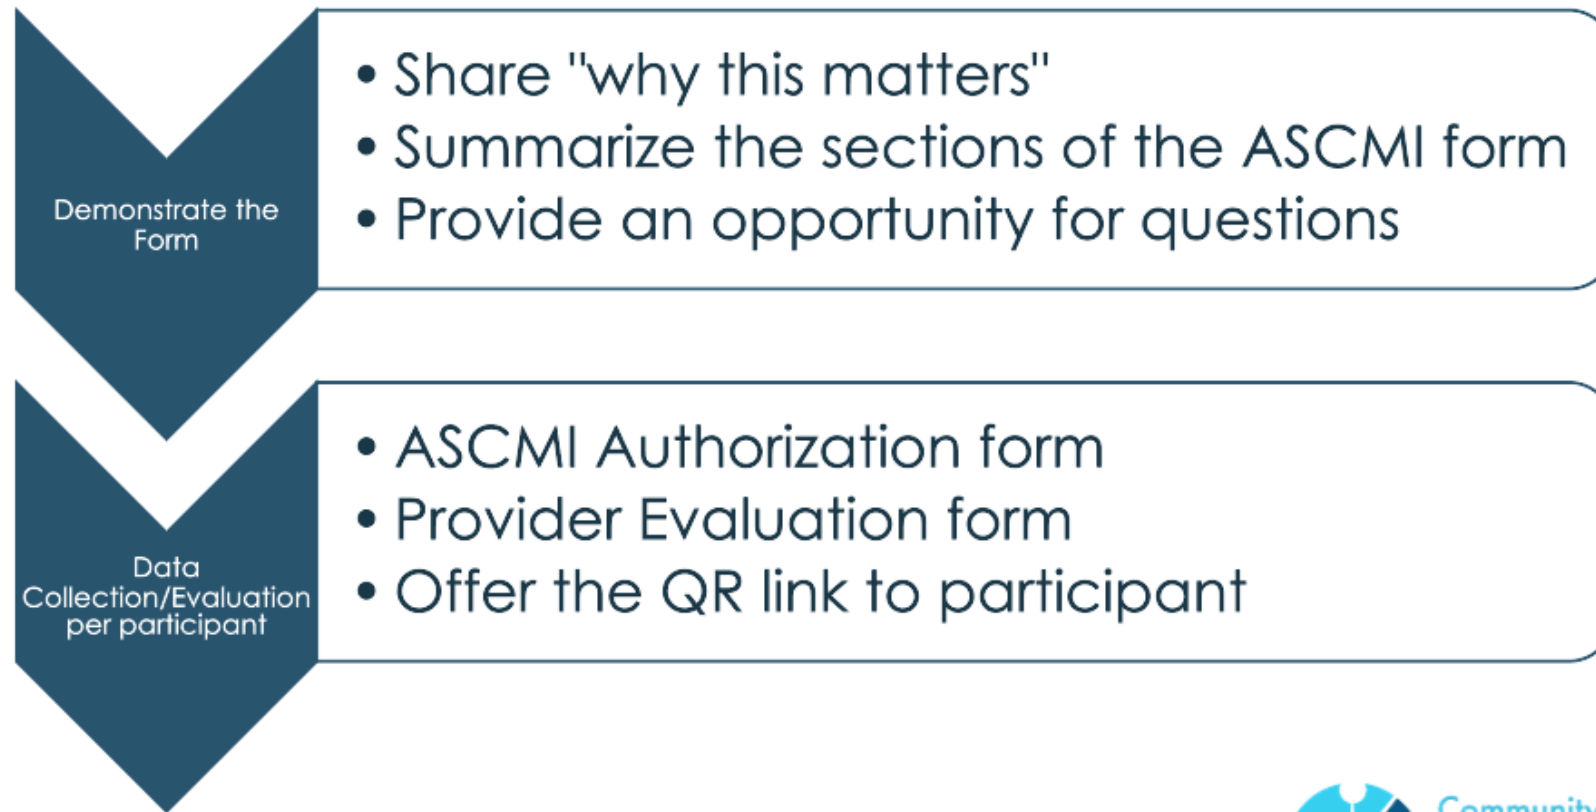 Demonstrate the
Form
• Share "why this matters"
• Summarize the sections of the ASCMI form
• Provide an opportunity for questions
Data
Collection/Evaluation
per participant
• ASCMI Authorization form
• Provider Evaluation form
• Offer the QR link to participant
Community